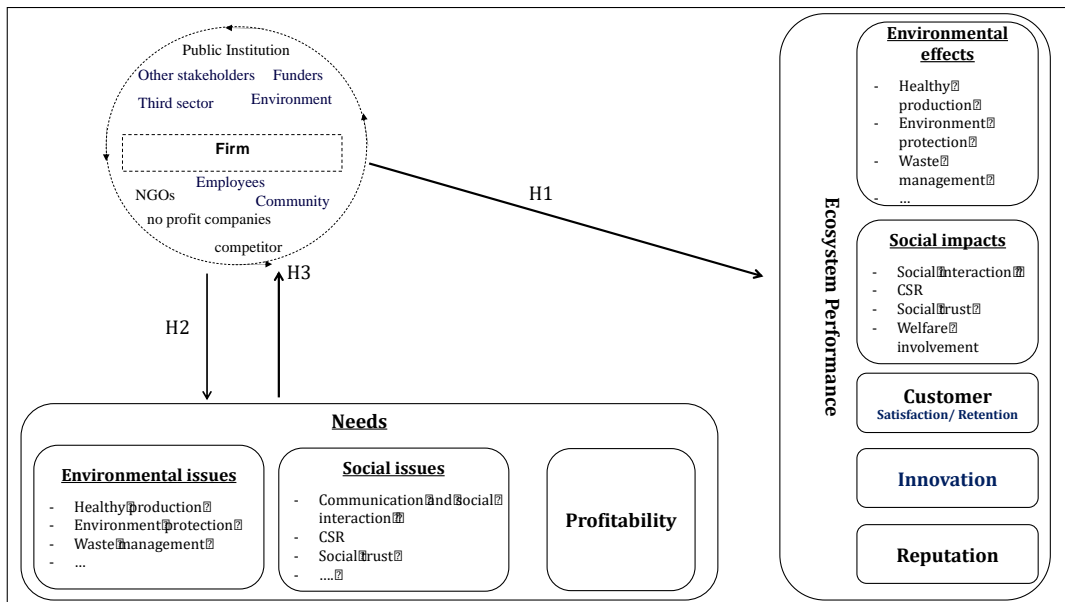 Public Institution
Other stakeholders Funders
Third sector Environment
Firm
Employees
NGOs
Community
no profit companies
competitor
H1
H2
H3
Needs
Environmental issues
- Healthy production
- Environment protection
- Waste management
- ...
Social issues
- Communication and social
interaction
- CSR
- Social trust
- ....
Profitability
Ecosystem Performance
Environmental
effects
- Healthy
production
- Environment
protection
- Waste
management
- ...
Social impacts
- Social interaction
- CSR
- Social trust
- Welfare
involvement
Customer
Satisfaction/ Retention
Innovation
Reputation